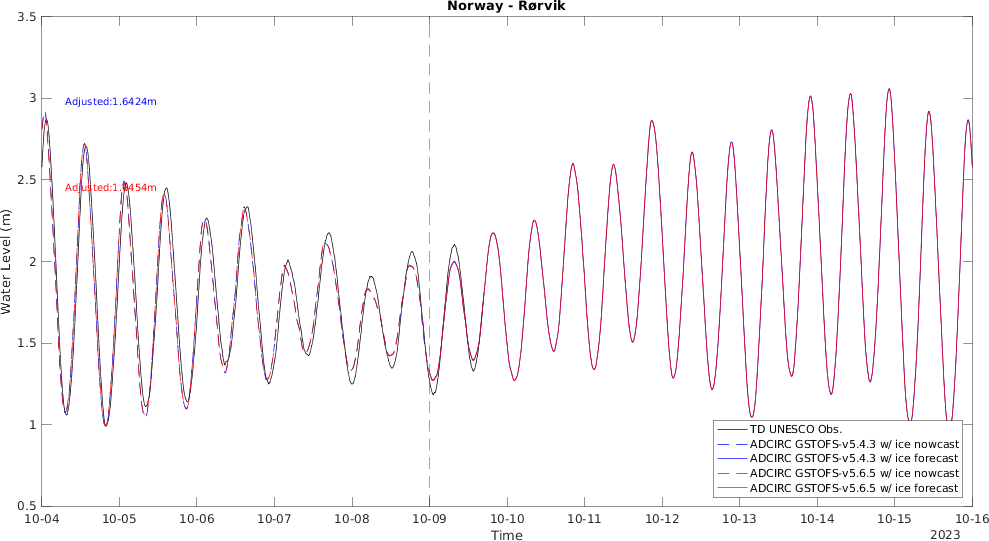 Norway - Rørvik
3.5
3
2.5
2
1.5
1
0.5
Water Level (m)
Adjusted:1.6424m
10-04 10-05 10-06 10-07 10-08 10-09 10-10 10-11 10-12 10-13 10-14 10-15 10-16
Time
2023
TD UNESCO Obs.
ADCIRC GSTOFS-v5.4.3 w/ ice nowcast
ADCIRC GSTOFS-v5.4.3 w/ ice forecast
ADCIRC GSTOFS-v5.6.5 w/ ice nowcast
ADCIRC GSTOFS-v5.6.5 w/ ice forecast